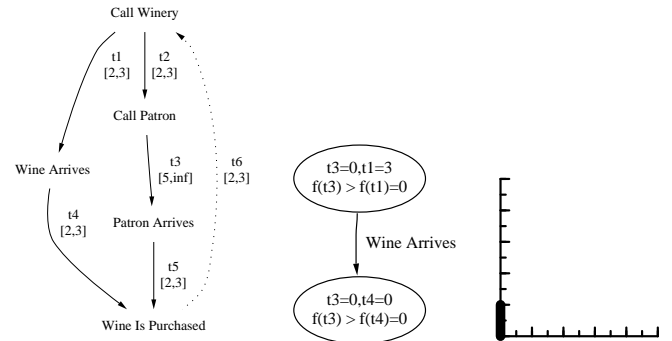 Call Winery
t1
[2,3]
t2
[2,3]
Call Patron
Wine Arrives
t3
[5,inf]
t6
[2,3]
t4
[2,3]
Patron Arrives
t5
[2,3]
Wine Is Purchased
t3=0,t1=3
f(t3) > f(t1)=0
Wine Arrives
t3=0,t4=0
f(t3) > f(t4)=0